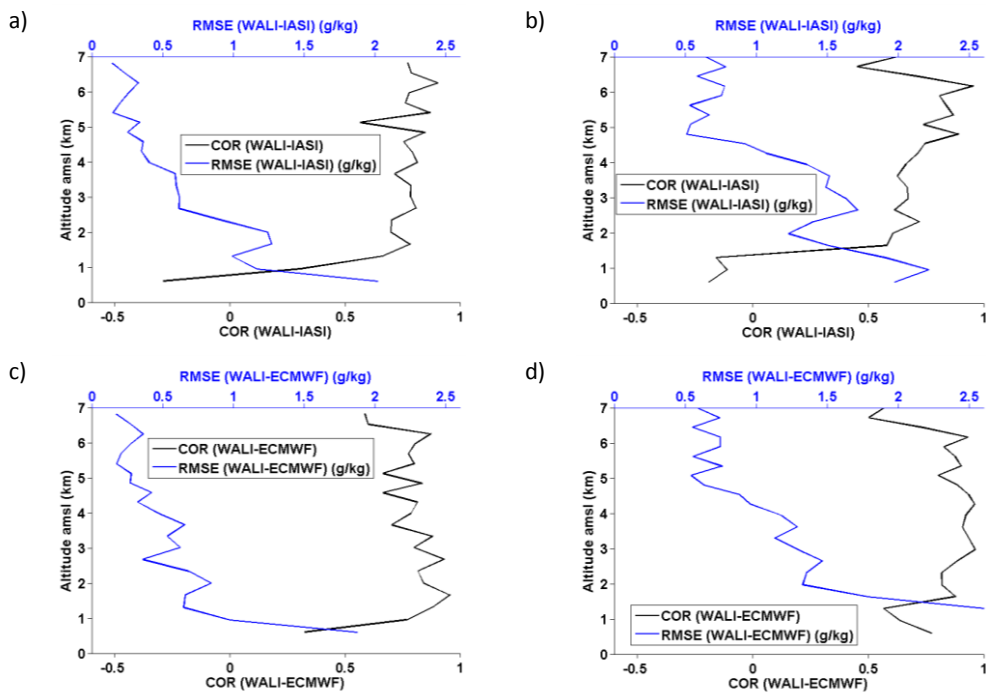 a)
RMSE (WALI-IASI) (g/kg)
0 0.5 1 1.5 2 2.5
7
6
5
4
3
2
1
0
Altitude amsl (km)
COR (WALI-IASI)
RMSE (WALI-IASI) (g/kg)
-0.5 0 0.5 1
COR (WALI-IASI)
b)
RMSE (WALI-IASI) (g/kg)
0 0.5 1 1.5 2 2.5
7
6
5
4
3
2
1
0
Altitude amsl (km)
COR (WALI-IASI)
RMSE (WALI-IASI) (g/kg)
-0.5 0 0.5 1
COR (WALI-IASI)
c)
RMSE (WALI-ECMWF) (g/kg)
0 0.5 1 1.5 2 2.5
7
6
5
4
3
2
1
0
Altitude amsl (km)
COR (WALI-ECMWF)
RMSE (WALI-ECMWF) (g/kg)
-0.5 0 0.5 1
COR (WALI-ECMWF)
d)
RMSE (WALI-ECMWF) (g/kg)
0 0.5 1 1.5 2 2.5
7
6
5
4
3
2
1
0
Altitude amsl (km)
COR (WALI-ECMWF)
RMSE (WALI-ECMWF) (g/kg)
-0.5 0 0.5 1
COR (WALI-ECMWF)